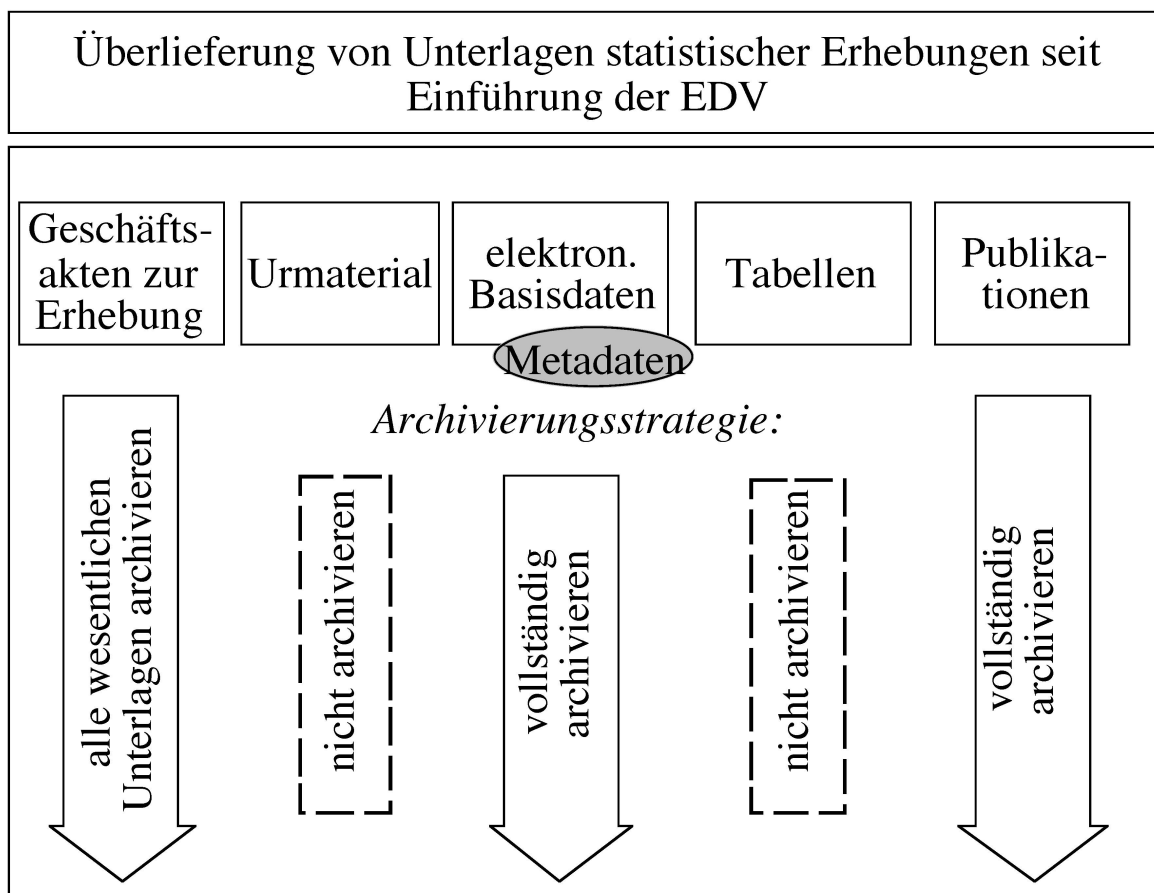 Überlieferung von Unterlagen statistischer Erhebungen seit
Einführung der EDV
Geschäfts-
akten zur
Erhebung
Urmaterial
elektron.
Basisdaten
Tabellen
Publika-
tionen
Metadaten
Archivierungsstrategie:
alle wesentlichen
Unterlagen archivieren
nicht archivieren
vollständig
archivieren
nicht archivieren
vollständig
archivieren